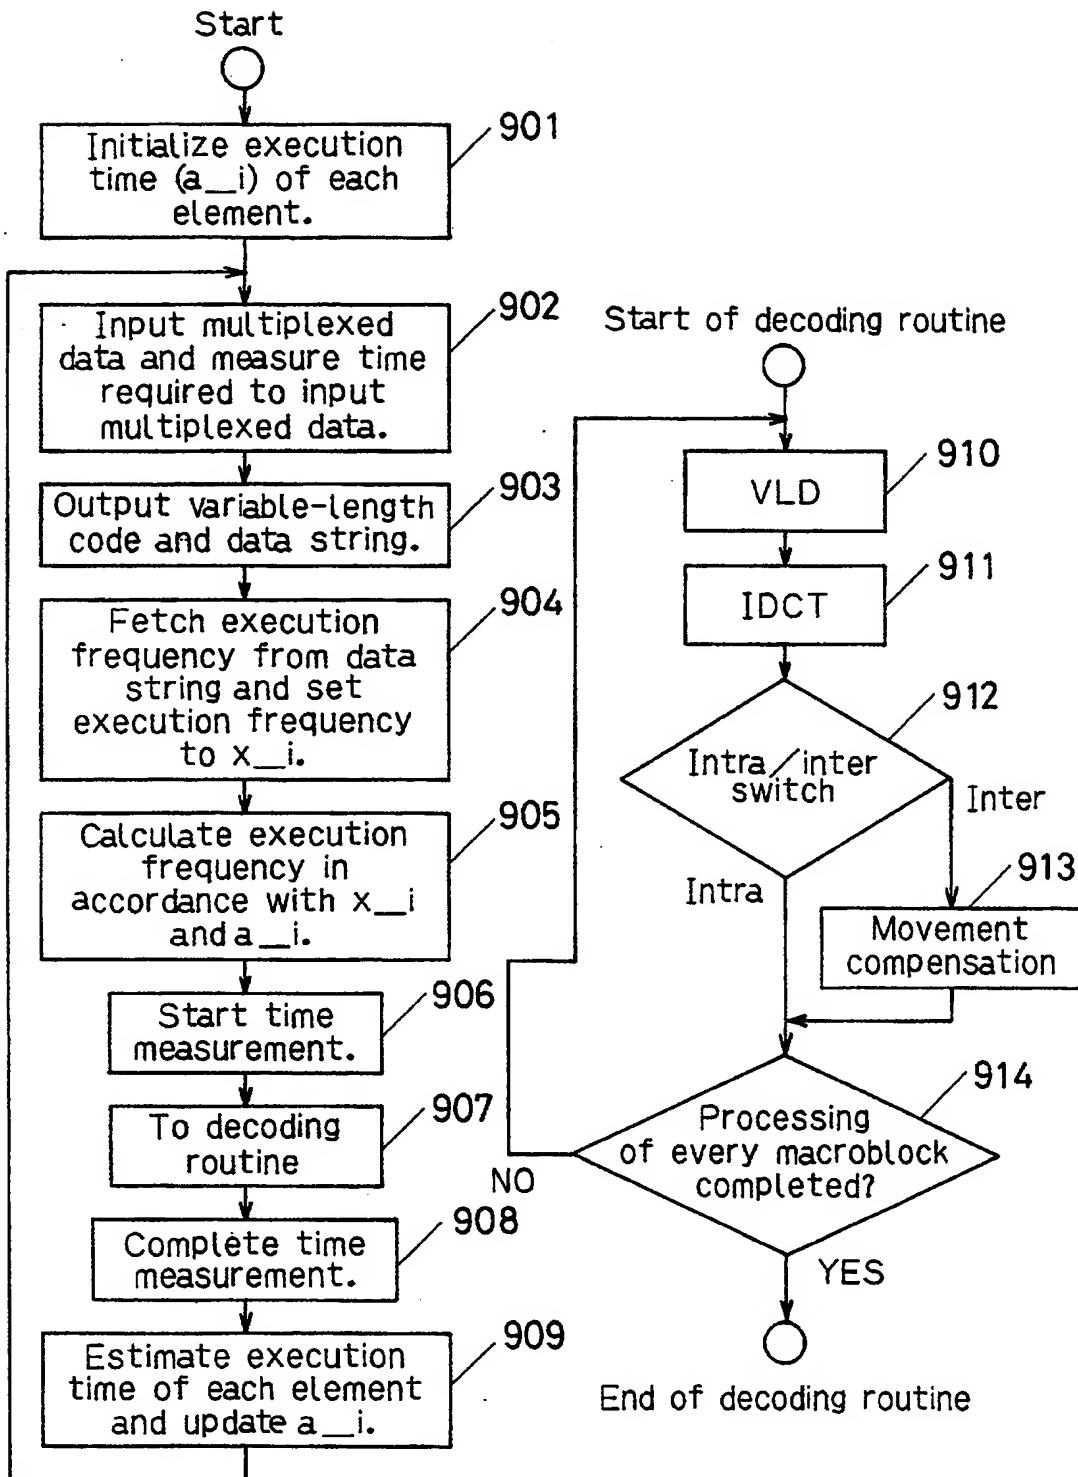 Start
901
Initialize execution
time (a__i) of each
element.
902
Input multiplexed
data and measure time
required to input
multiplexed data.
903
Output variable-length
code and data string.
904
Fetch execution
frequency from data
string and set
execution frequency
to x__i.
905
Calculate execution
frequency in
accordance with x__i
and a__i.
906
Start time
measurement.
907
To decoding
routine
908
Complete time
measurement.
909
Estimate execution
time of each element
and update a__i.
Start of decoding routine
910
VLD
911
IDCT
912
Intra/inter
switch
Inter
Intra
913
Movement
compensation
914
Processing
of every macroblock
completed?
NO
YES
End of decoding routine